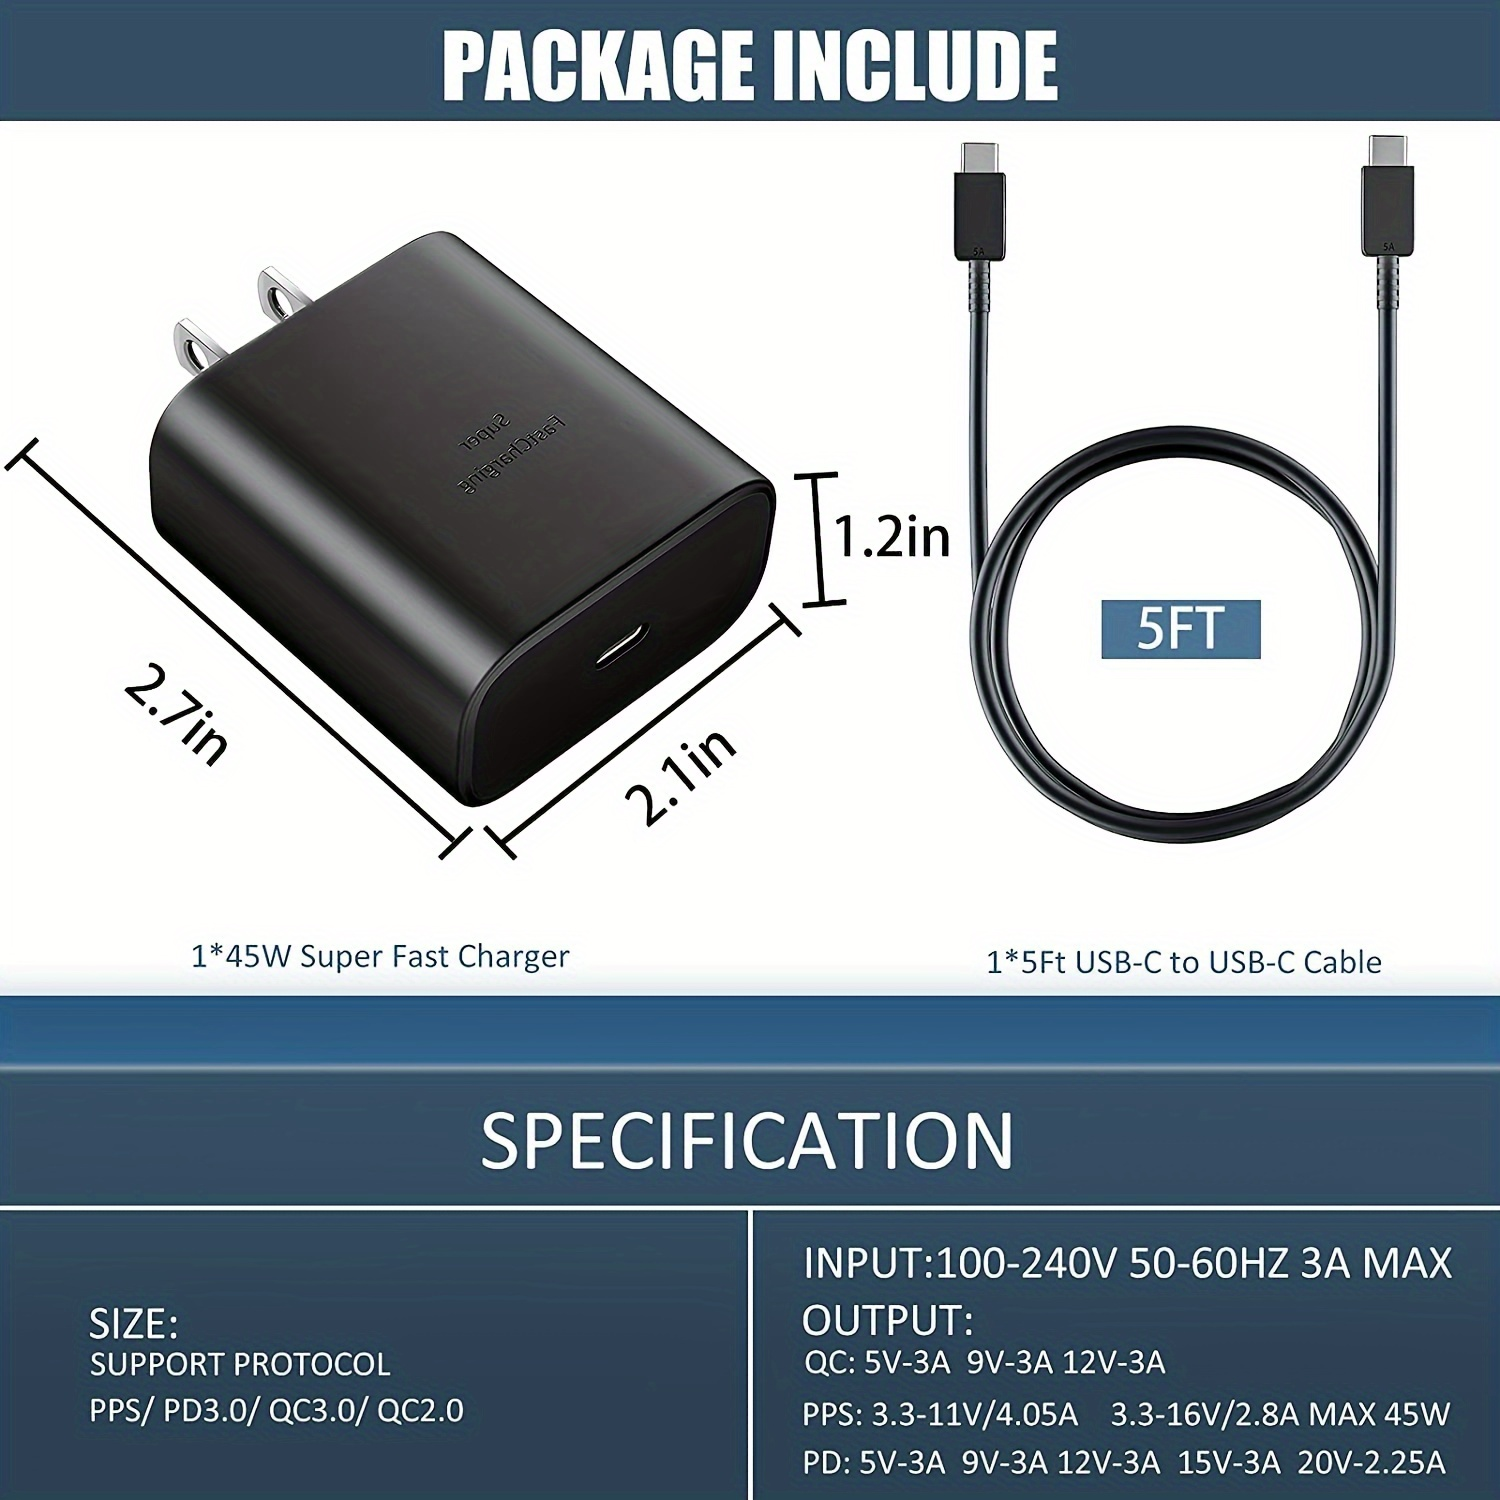 PACKAGE INCLUDE
5A
5A
Super
FastCharging
1.2in
5FT
2.7in
2.1in
1*45W Super Fast Charger
1*5Ft USB-C to USB-C Cable
SPECIFICATION
SIZE:
SUPPORT PROTOCOL
PPS/ PD3.0/ QC3.0/ QC2.0
INPUT:100-240V 50-60HZ 3A MAX
OUTPUT:
QC: 5V-3A 9V-3A 12V-3A
PPS: 3.3-11V/4.05A 3.3-16V/2.8A MAX 45W
PD: 5V-3A 9V-3A 12V-3A 15V-3A 20V-2.25A